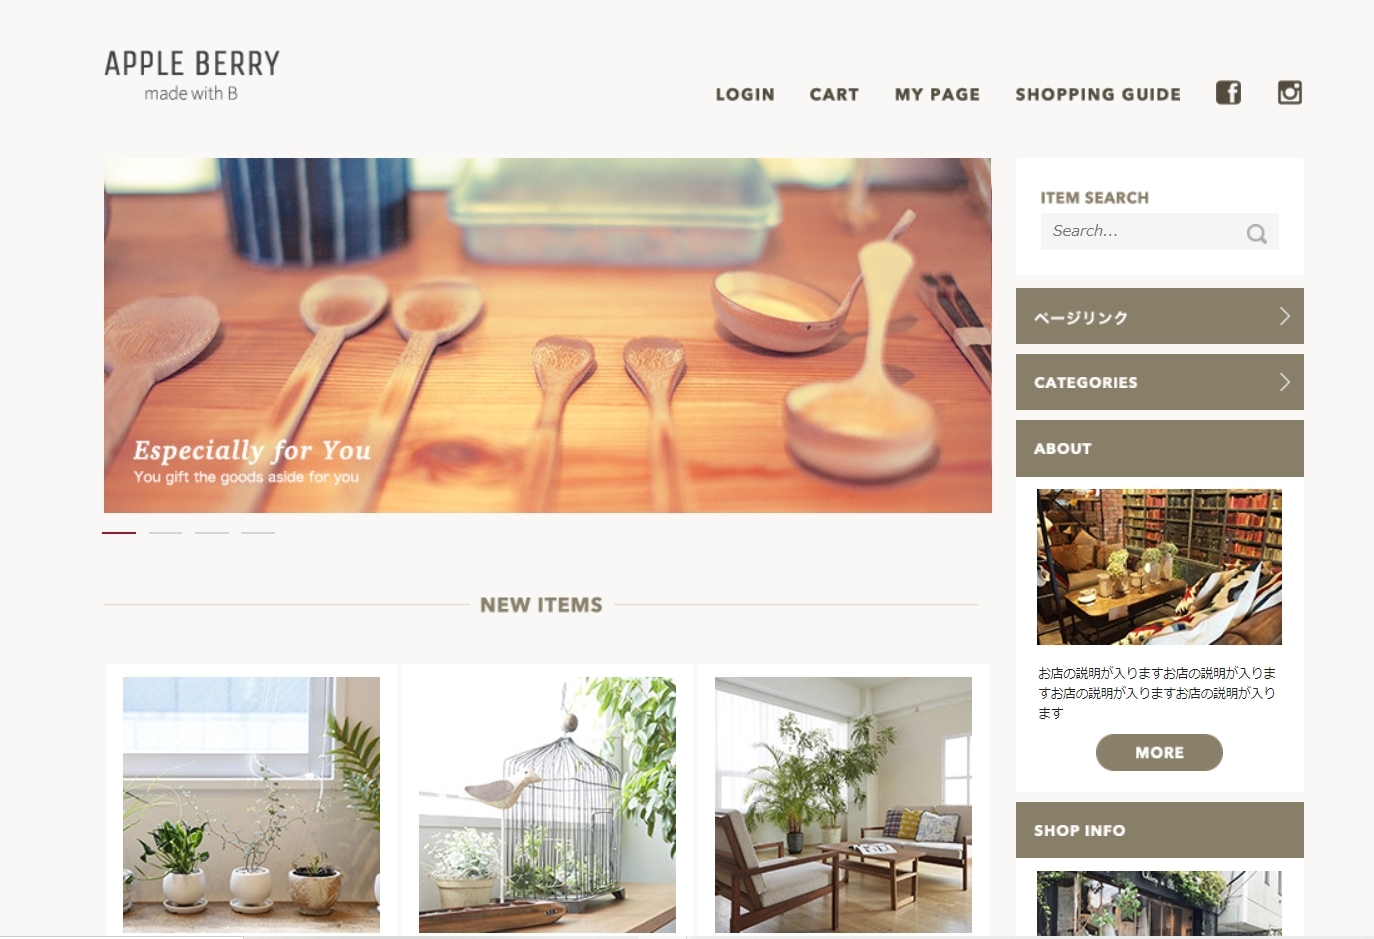 APPLE BERRY
made with B
LOGIN CART MY PAGE SHOPPING GUIDE
Especially for You
You gift the goods aside for you
NEW ITEMS
ITEM SEARCH
Search...
ページリンク
CATEGORIES
ABOUT
お店の説明が入りますお店の説明が入りま
すお店の説明が入りますお店の説明が入り
ます
MORE
SHOP INFO